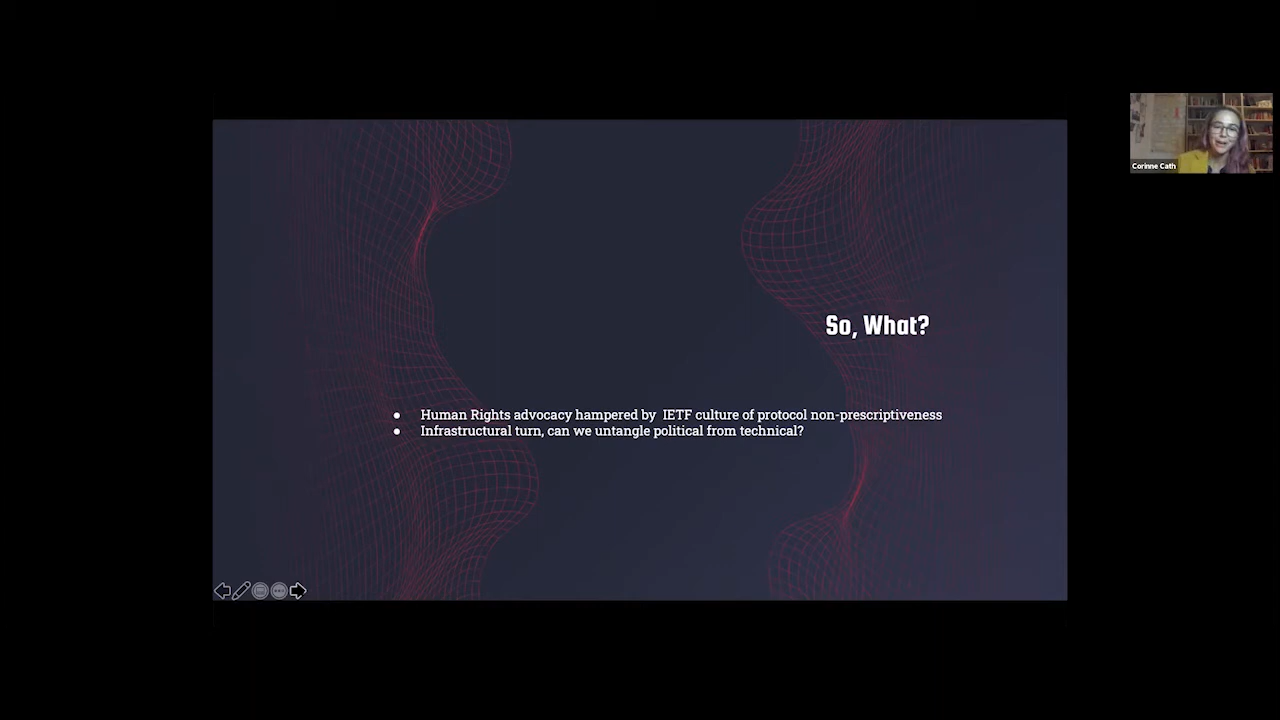 Corinne Cath
So, What?
● Human Rights advocacy hampered by  IETF culture of protocol non-prescriptiveness
● Infrastructural turn, can we untangle political from technical?